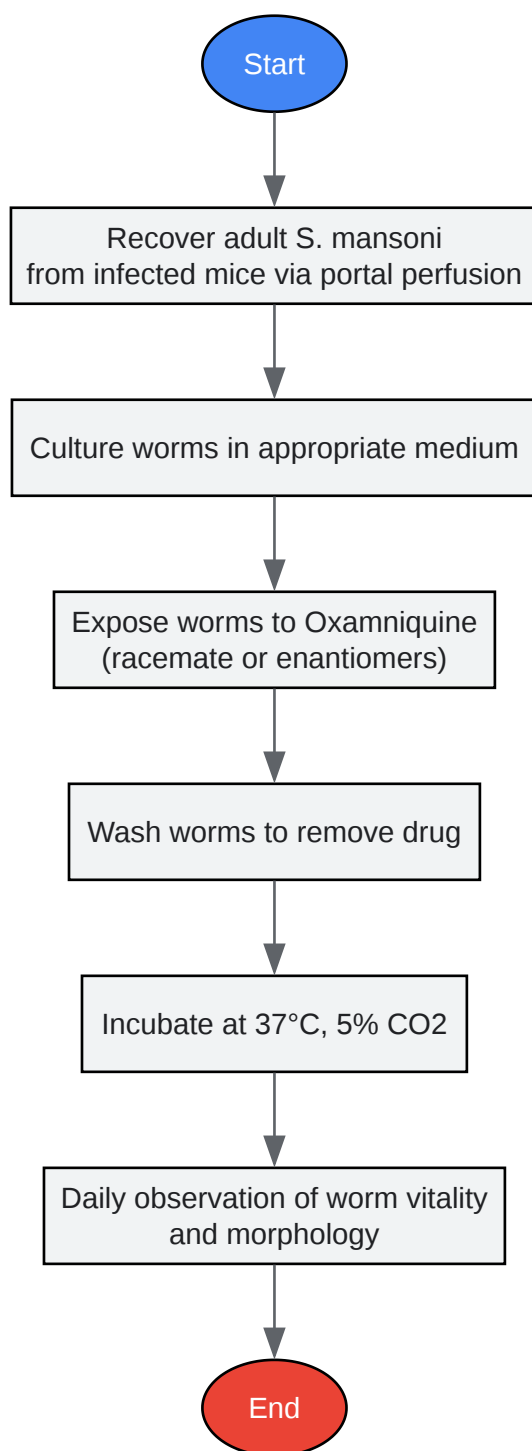 Start
Recover adult S. mansoni
from infected mice via portal perfusion
Culture worms in appropriate medium
Expose worms to Oxamniquine
(racemate or enantiomers)
Wash worms to remove drug
Incubate at 37°C, 5% CO2
Daily observation of worm vitality
and morphology
End